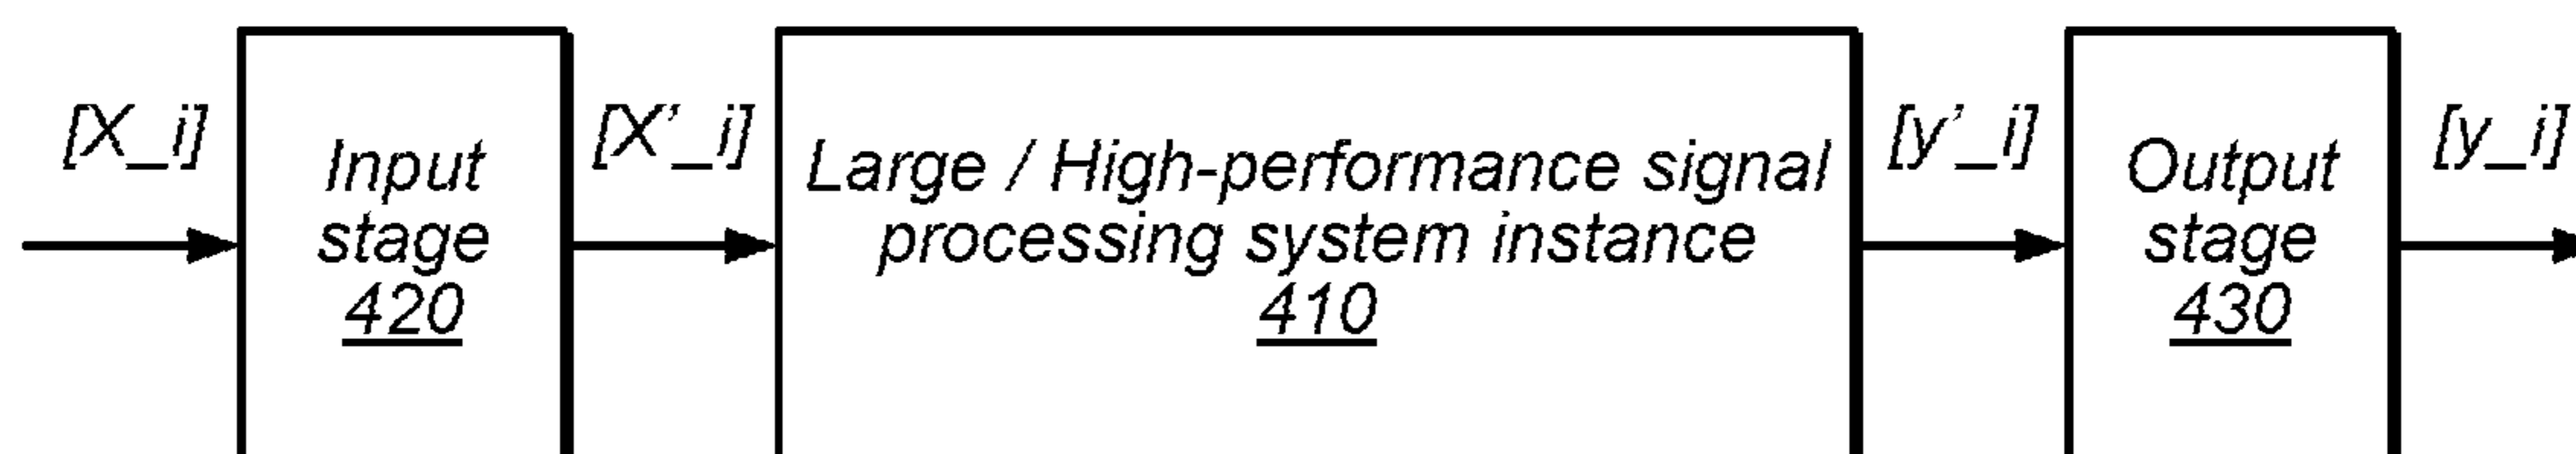 [X_i]
Input
stage
420
[X’_i]
Large / High-performance signal
processing system instance
410
[y’_i]
Output
stage
430
[y_i]